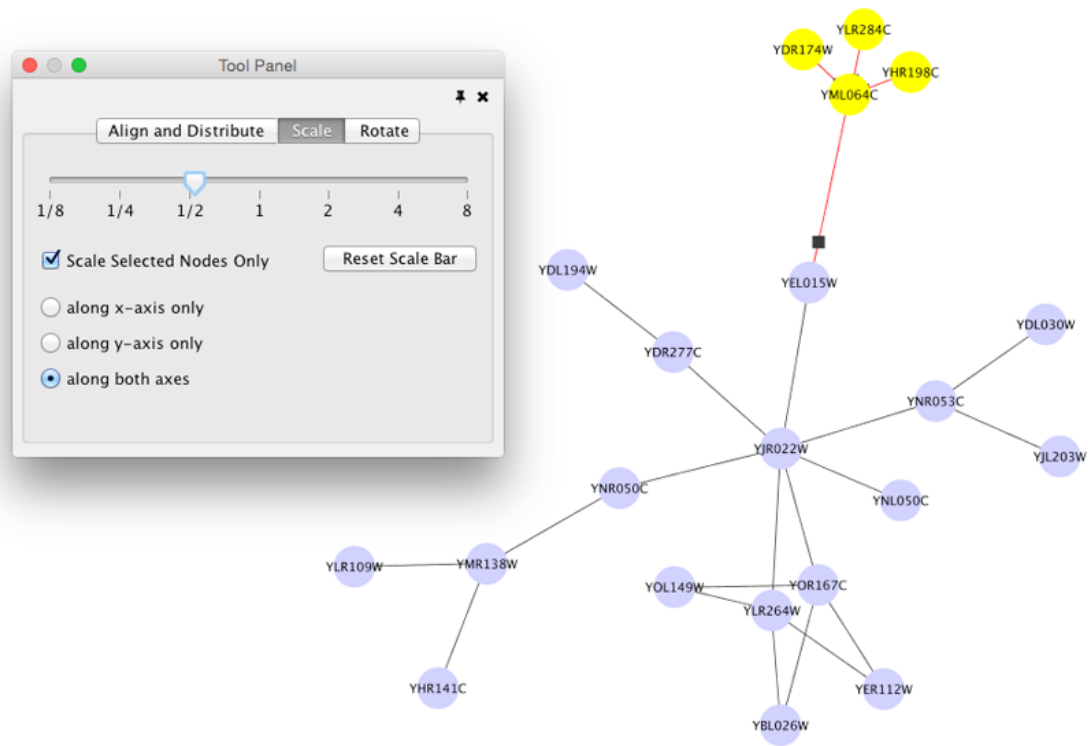 Tool Panel
Align and Distribute Scale Rotate
1/8 1/4 1/2 1 2 4 8
Scale Selected Nodes Only Reset Scale Bar
along x-axis only
along y-axis only
along both axes
YLR284C
YDR174W
YHR198C
YML064C
YDL194W
YEL015W
YDL030W
YDR277C
YNR053C
YJR022W
YJL203W
YNR050C
YNL050C
YLR109W
YMR138W
YOL149W
YOR167C
YLR264W
YHR141C
YER112W
YBL026W